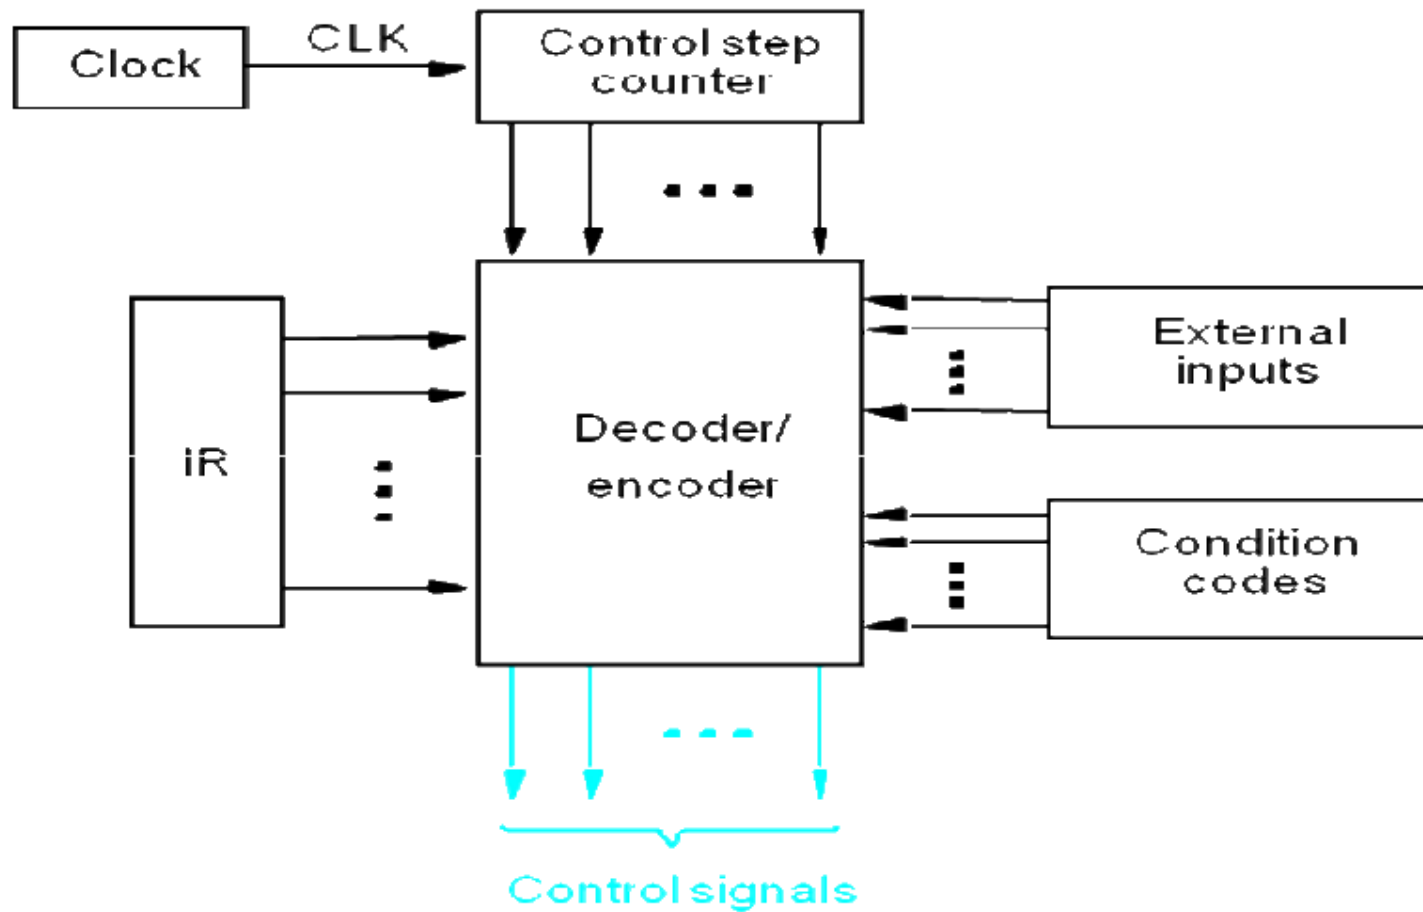 Clock
CLK
Control step
counter
IR
Decoder/
encoder
External
inputs
Condition
codes
Control signals